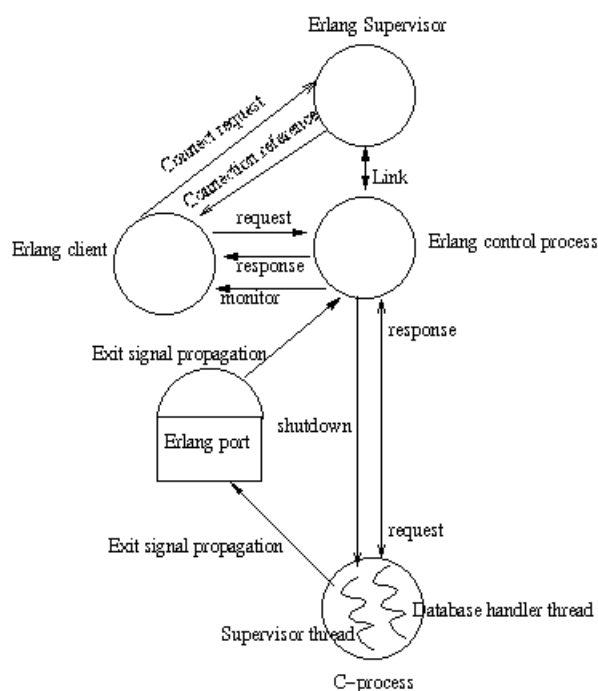 Erlang Supervisor
Connect request
Connection reference
Link
request
Erlang client
Erlang control process
response
monitor
response
Exit signal propagation
shutdown
Erlang port
request
Exit signal propagation
Database handler thread
Supervisor thread
C-process